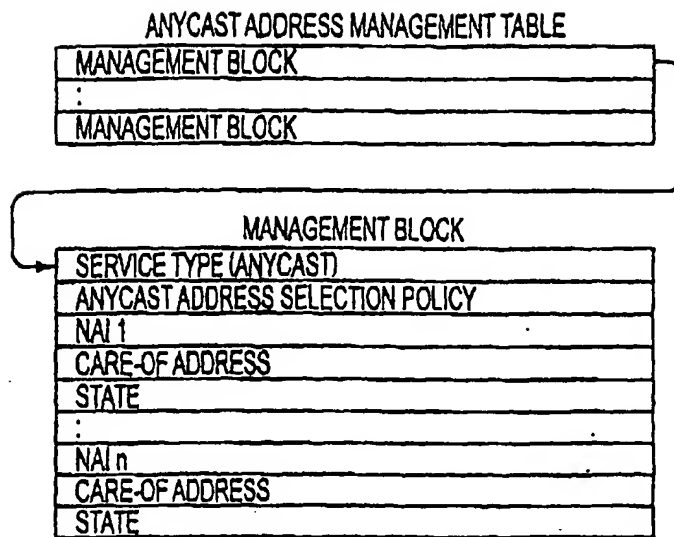 ANYCAST ADDRESS MANAGEMENT TABLE
MANAGEMENT BLOCK
:
MANAGEMENT BLOCK
MANAGEMENT BLOCK
SERVICE TYPE (ANYCAST)
ANYCAST ADDRESS SELECTION POLICY
NAI 1
CARE-OF ADDRESS
STATE
:
NAI n
CARE-OF ADDRESS
STATE